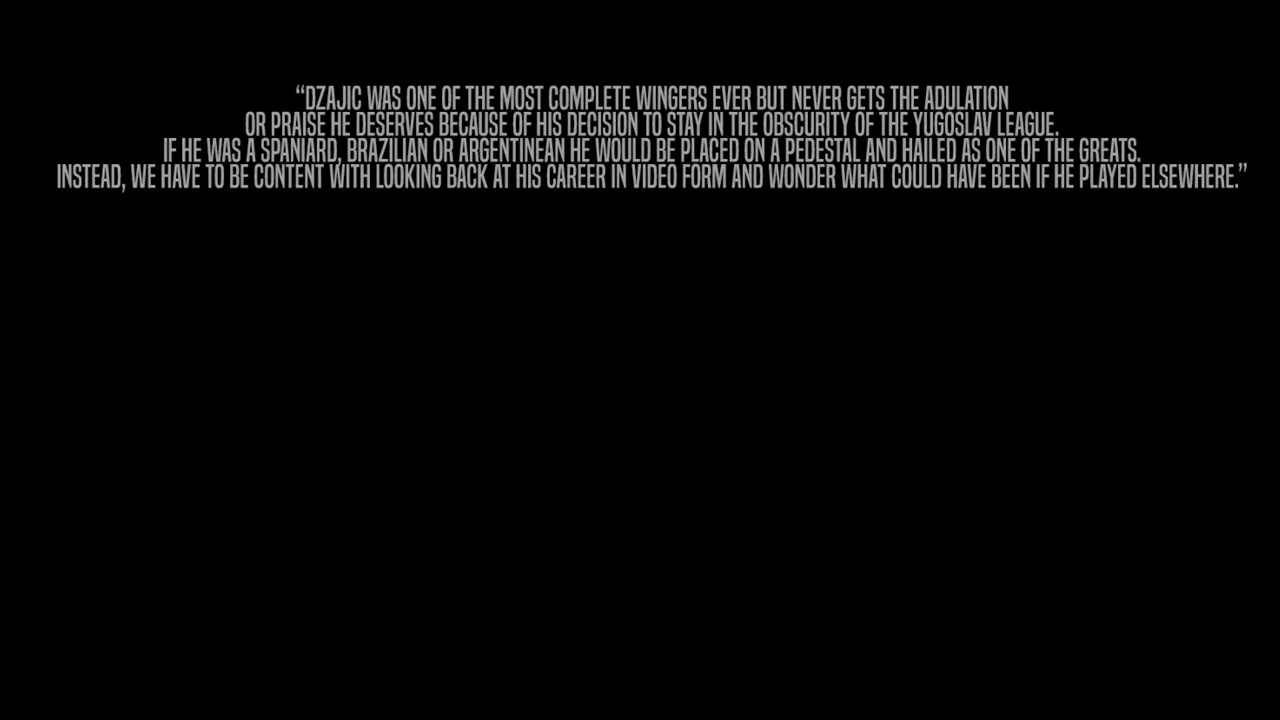 “DZAJIC WAS ONE OF THE MOST COMPLETE WINGERS EVER BUT NEVER GETS THE ADULATION
OR PRAISE HE DESERVES BECAUSE OF HIS DECISION TO STAY IN THE OBSCURITY OF THE YUGOSLAV LEAGUE.
IF HE WAS A SPANIARD, BRAZILIAN OR ARGENTINEAN HE WOULD BE PLACED ON A PEDESTAL AND HAILED AS ONE OF THE GREATS.
INSTEAD, WE HAVE TO BE CONTENT WITH LOOKING BACK AT HIS CAREER IN VIDEO FORM AND WONDER WHAT COULD HAVE BEEN IF HE PLAYED ELSEWHERE.”